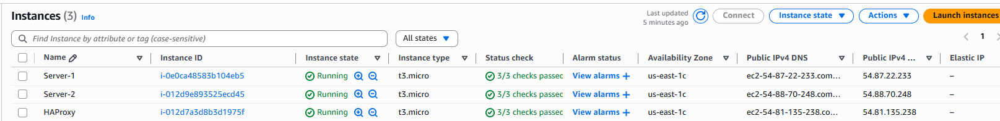 Instances (3) Info
Last updated
5 minutes ago
Connect
Instance state
Actions
Launch instances
Find Instance by attribute or tag (case-sensitive)
All states
1
Name Instance ID Instance state Instance type Status check Alarm status Availability Zone Public IPv4 DNS Public IPv4 ... Elastic IP
Server-1 i-0e0ca48583b104eb5 Running t3.micro 3/3 checks passed View alarms + us-east-1c ec2-54-87-22-233.com... 54.87.22.233 –
Server-2 i-012d9e893525ecd45 Running t3.micro 3/3 checks passed View alarms + us-east-1c ec2-54-88-70-248.com... 54.88.70.248 –
HAProxy i-012d7a3d8b3d1975f Running t3.micro 3/3 checks passed View alarms + us-east-1c ec2-54-81-135-238.co... 54.81.135.238 –